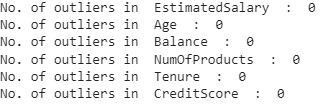 No. of outliers in  EstimatedSalary  :  0
No. of outliers in  Age  :  0
No. of outliers in  Balance  :  0
No. of outliers in  NumOfProducts  :  0
No. of outliers in  Tenure  :  0
No. of outliers in  CreditScore  :  0